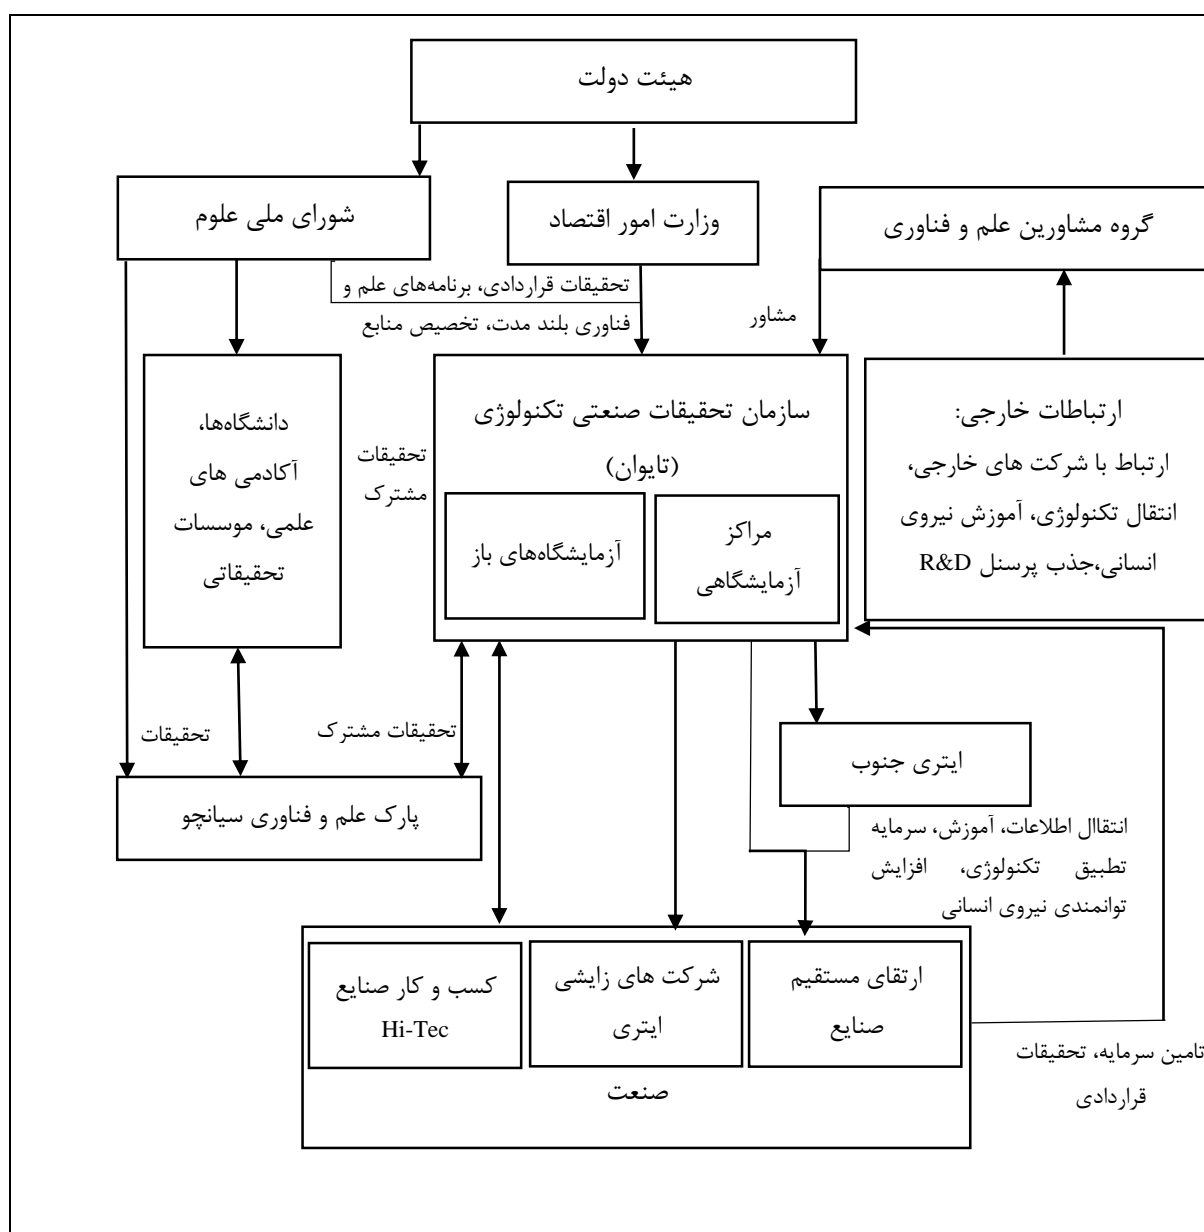 هیئت دولت
شورای ملی علوم
وزارت امور اقتصاد
گروه مشاورین علم و فناوری
تحقیقات قراردادی، برنامه‌های علم و
فناوری بلند مدت، تخصیص منابع
مشاور
دانشگاه‌ها،
آکادمی های
علمی، موسسات
تحقیقاتی
تحقیقات
مشترک
سازمان تحقیقات صنعتی تکنولوژی
(تایوان)
آزمایشگاه‌های باز
مراکز
آزمایشگاهی
ارتباطات خارجی:
ارتباط با شرکت های خارجی،
انتقال تکنولوژی، آموزش نیروی
انسانی،جذب پرسنل R&D
تحقیقات
تحقیقات مشترک
ایتری جنوب
پارک علم و فناوری سیانچو
انتقاال اطلاعات، آموزش، سرمایه
تطبیق تکنولوژی، افزایش
توانمندی نیروی انسانی
کسب و کار صنایع
Hi-Tec
شرکت های زایشی
ایتری
ارتقای مستقیم
صنایع
صنعت
تامین سرمایه، تحقیقات
قراردادی